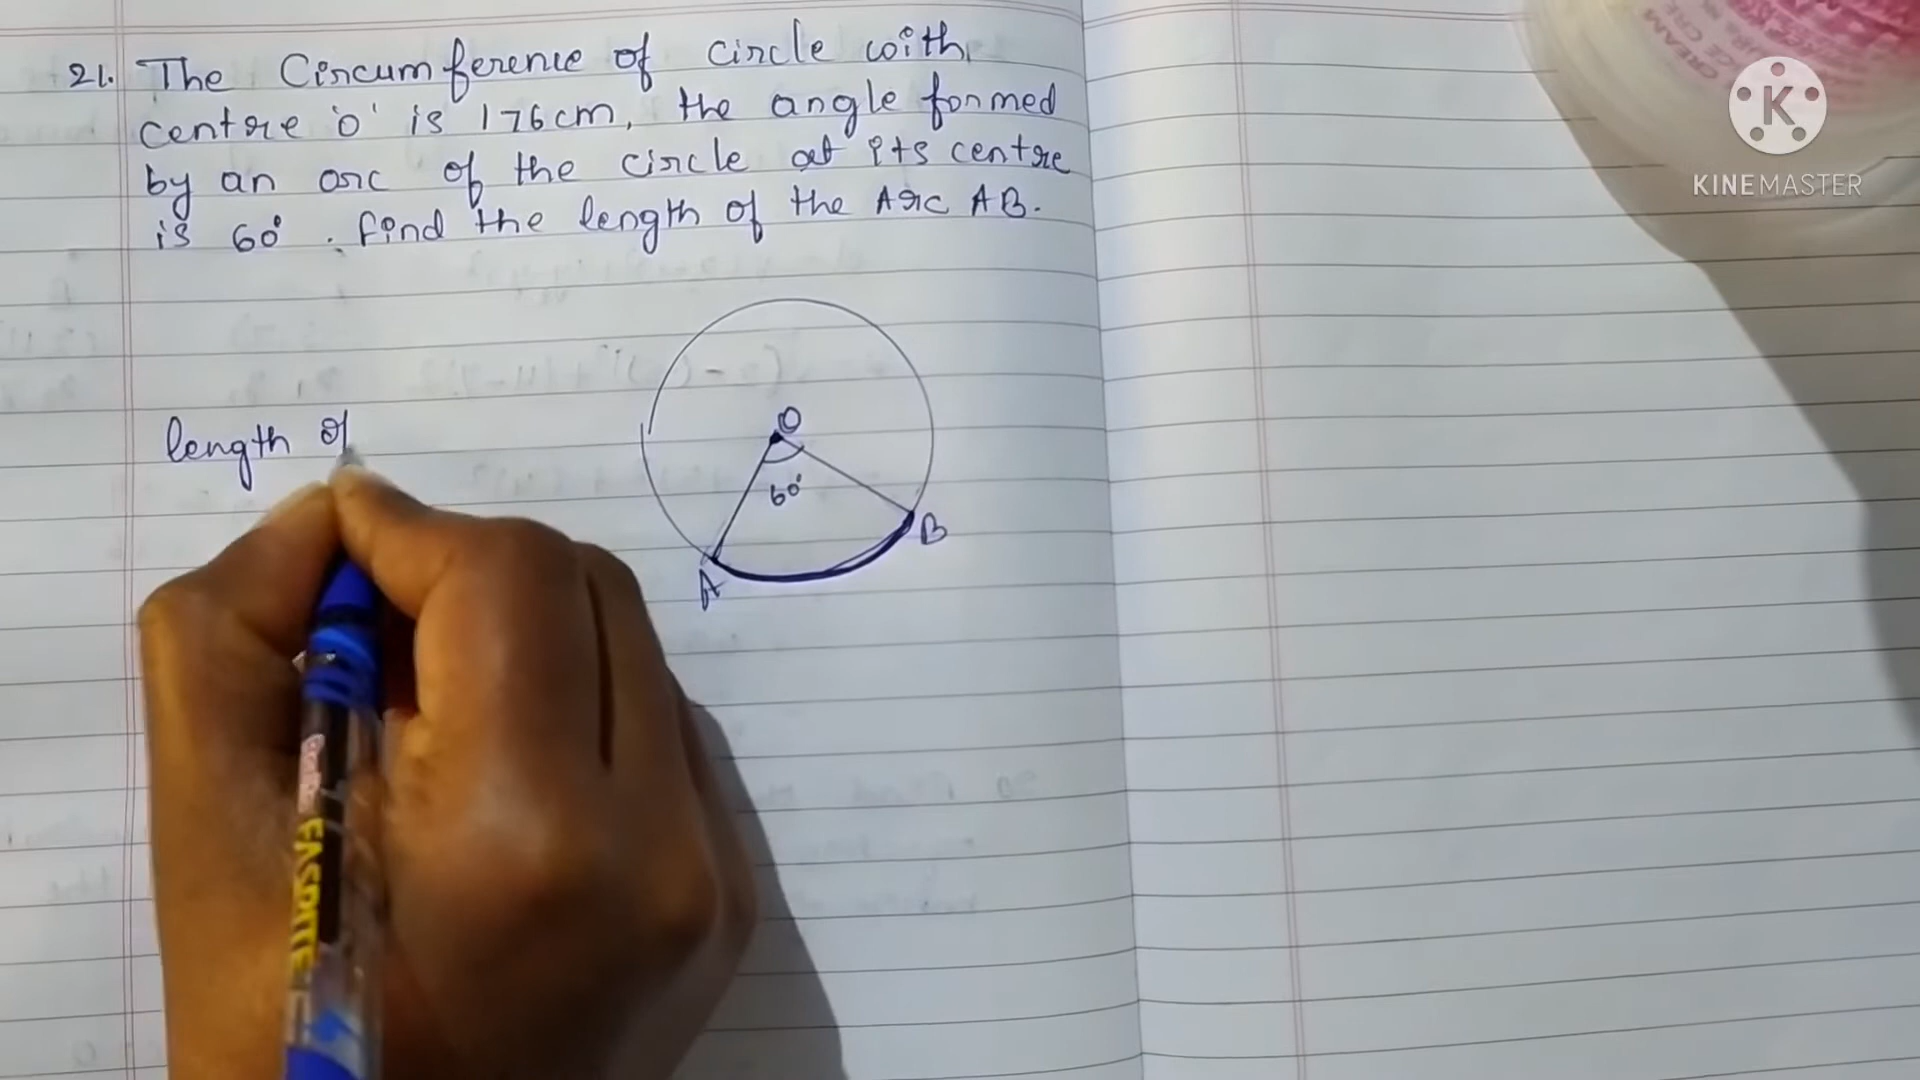 21. The Circumference of circle with
centre 'o' is 176cm, the angle formed
by an arc of the circle at its centre
is 60°. find the length of the Arc AB.
length of
O
60°
B
A
K
KINEMASTER
FASRITE